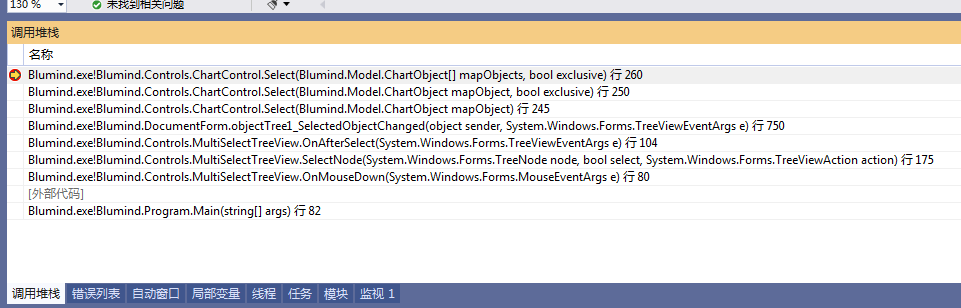 130 %
未找到相关问题
调用堆栈
名称
Blumind.exe!Blumind.Controls.ChartControl.Select(Blumind.Model.ChartObject[] mapObjects, bool exclusive) 行 260
Blumind.exe!Blumind.Controls.ChartControl.Select(Blumind.Model.ChartObject mapObject, bool exclusive) 行 250
Blumind.exe!Blumind.Controls.ChartControl.Select(Blumind.Model.ChartObject mapObject) 行 245
Blumind.exe!Blumind.DocumentForm.objectTree1_SelectedObjectChanged(object sender, System.Windows.Forms.TreeViewEventArgs e) 行 750
Blumind.exe!Blumind.Controls.MultiSelectTreeView.OnAfterSelect(System.Windows.Forms.TreeViewEventArgs e) 行 104
Blumind.exe!Blumind.Controls.MultiSelectTreeView.SelectNode(System.Windows.Forms.TreeNode node, bool select, System.Windows.Forms.TreeViewAction action) 行 175
Blumind.exe!Blumind.Controls.MultiSelectTreeView.OnMouseDown(System.Windows.Forms.MouseEventArgs e) 行 80
[外部代码]
Blumind.exe!Blumind.Program.Main(string[] args) 行 82
调用堆栈 错误列表 自动窗口 局部变量 线程 任务 模块 监视 1